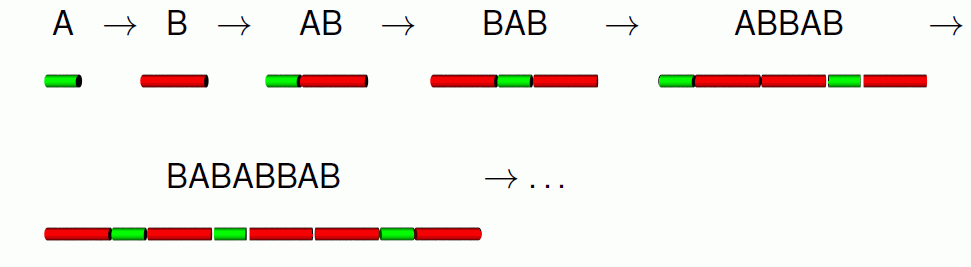 A → B → AB → BAB → ABBAB →
BABABBAB → ...